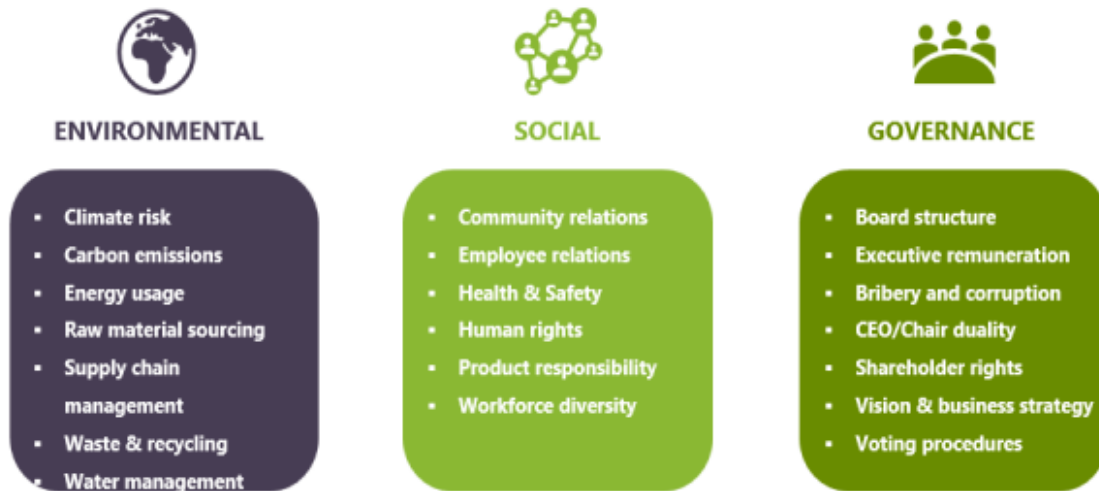 ENVIRONMENTAL
▪ Climate risk
▪ Carbon emissions
▪ Energy usage
▪ Raw material sourcing
▪ Supply chain
management
▪ Waste & recycling
▪ Water management
SOCIAL
▪ Community relations
▪ Employee relations
▪ Health & Safety
▪ Human rights
▪ Product responsibility
▪ Workforce diversity
GOVERNANCE
▪ Board structure
▪ Executive remuneration
▪ Bribery and corruption
▪ CEO/Chair duality
▪ Shareholder rights
▪ Vision & business strategy
▪ Voting procedures